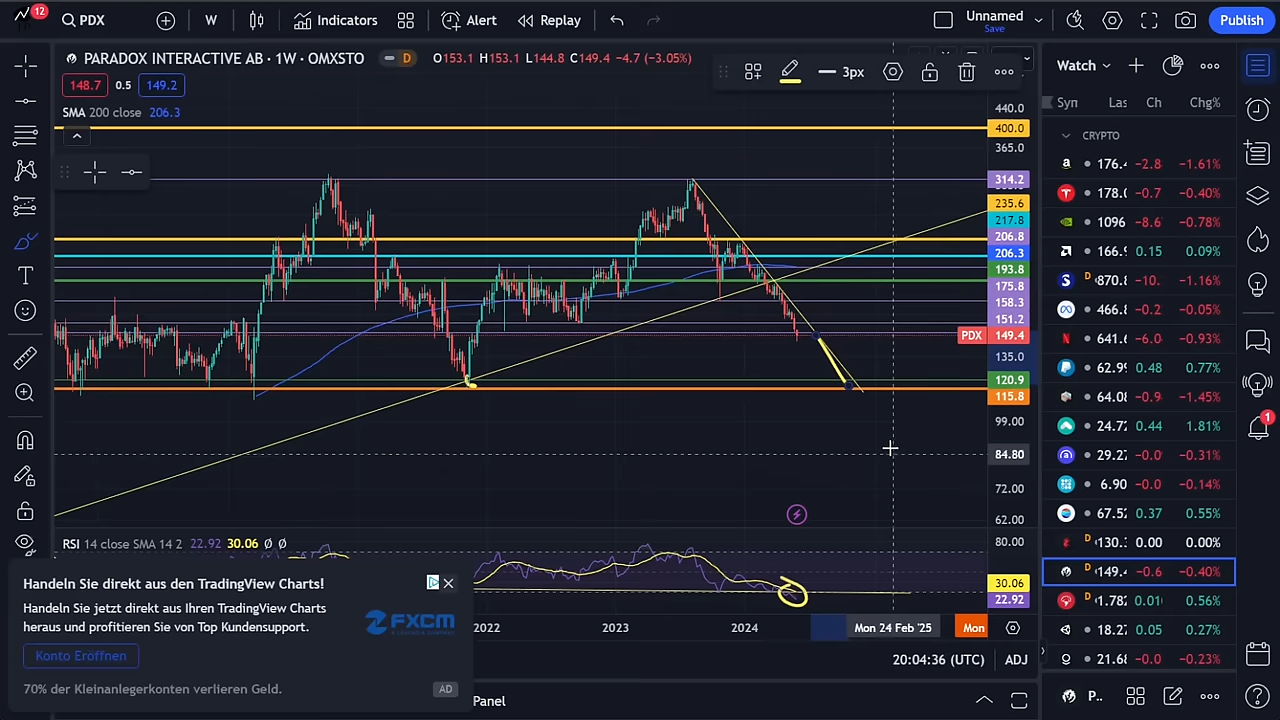 12
PDX
W
Indicators
Alert
Replay
Unnamed
Save
Publish
PARADOX INTERACTIVE AB · 1W · OMXSTO
D
O153.1 H153.1 L144.8 C149.4 −4.7 (−3.05%)
148.7
0.5
149.2
SMA 200 close 206.3
3px
440.0
400.0
365.0
314.2
235.6
217.8
206.8
206.3
193.8
175.8
158.3
151.2
PDX 149.4
135.0
120.9
115.8
99.00
84.80
72.00
62.00
RSI 14 close SMA 14 2 22.92 30.06 Ø Ø
80.00
30.06
22.92
2022
2023
2024
Mon 24 Feb '25
Mon
20:04:36 (UTC)
ADJ
Panel
Handeln Sie direkt aus den TradingView Charts!
Handeln Sie jetzt direkt aus Ihren TradingView Charts
heraus und profitieren Sie von Top Kundensupport.
FXCM
Konto Eröffnen
70% der Kleinanlegerkonten verlieren Geld.
AD
Watch
Las Ch Chg%
CRYPTO
176.4 −2.8 −1.61%
178.0 −0.7 −0.40%
1096 −8.6 −0.78%
166.9 0.15 0.09%
D 870.8 −10. −1.16%
466.8 −0.2 −0.05%
641.6 −6.0 −0.93%
62.99 0.48 0.77%
64.08 −0.9 −1.45%
24.72 0.44 1.81%
29.22 −0.0 −0.31%
6.90 −0.0 −0.14%
67.52 0.37 0.55%
130. 0.00 0.00%
D 149.4 −0.6 −0.40%
D 1.782 0.01 0.56%
18.27 0.05 0.27%
21.68 −0.0 −0.23%
1
P..